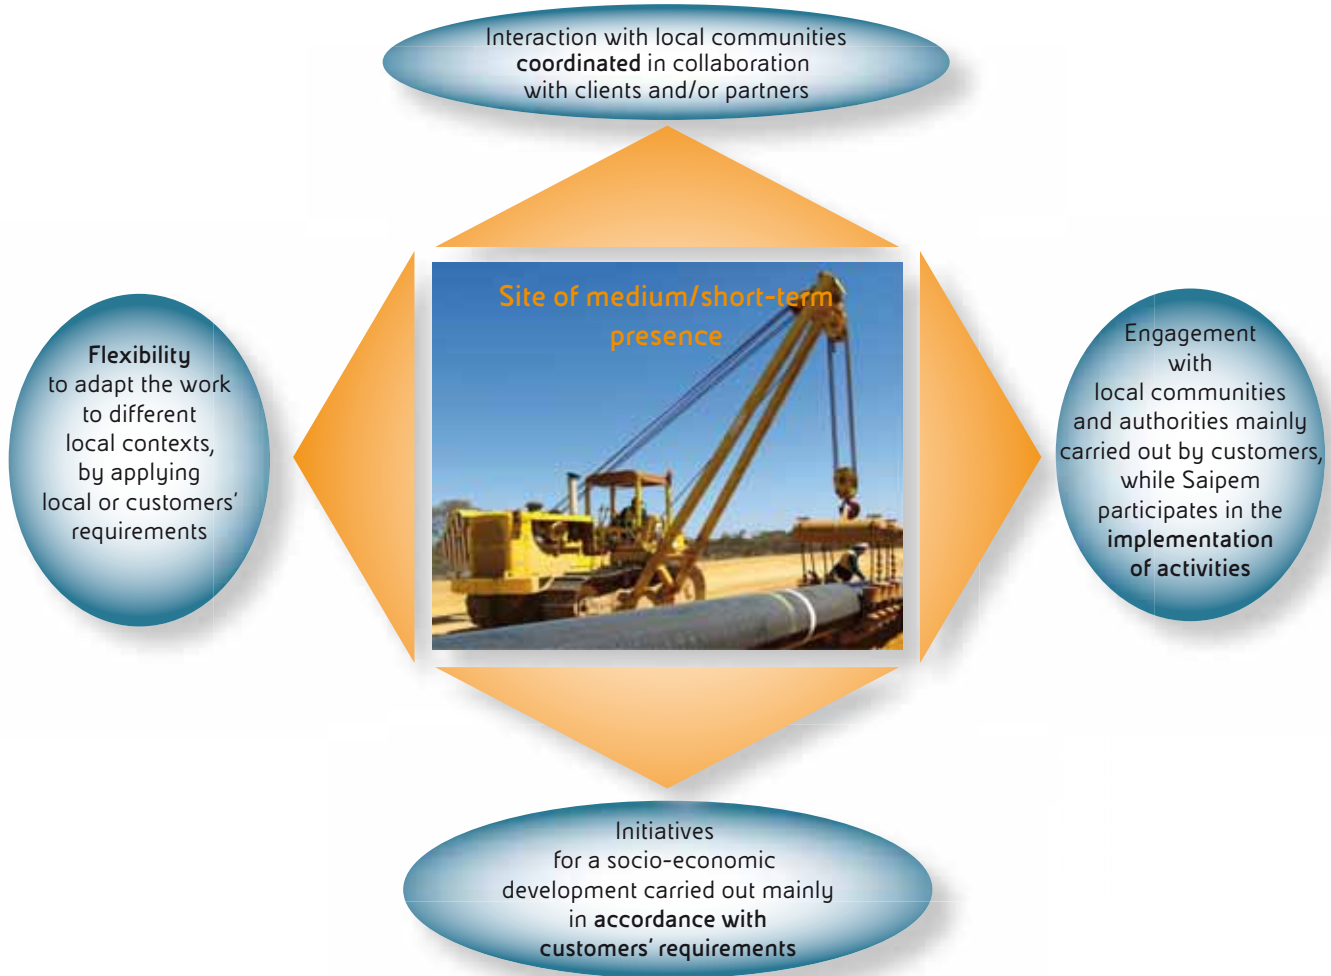 Interaction with local communities
coordinated in collaboration
with clients and/or partners
Site of medium/short-term
presence
Flexibility
to adapt the work
to different
local contexts,
by applying
local or customers'
requirements
Engagement
with
local communities
and authorities mainly
carried out by customers,
while Saipem
participates in the
implementation
of activities
Initiatives
for a socio-economic
development carried out mainly
in accordance with
customers' requirements